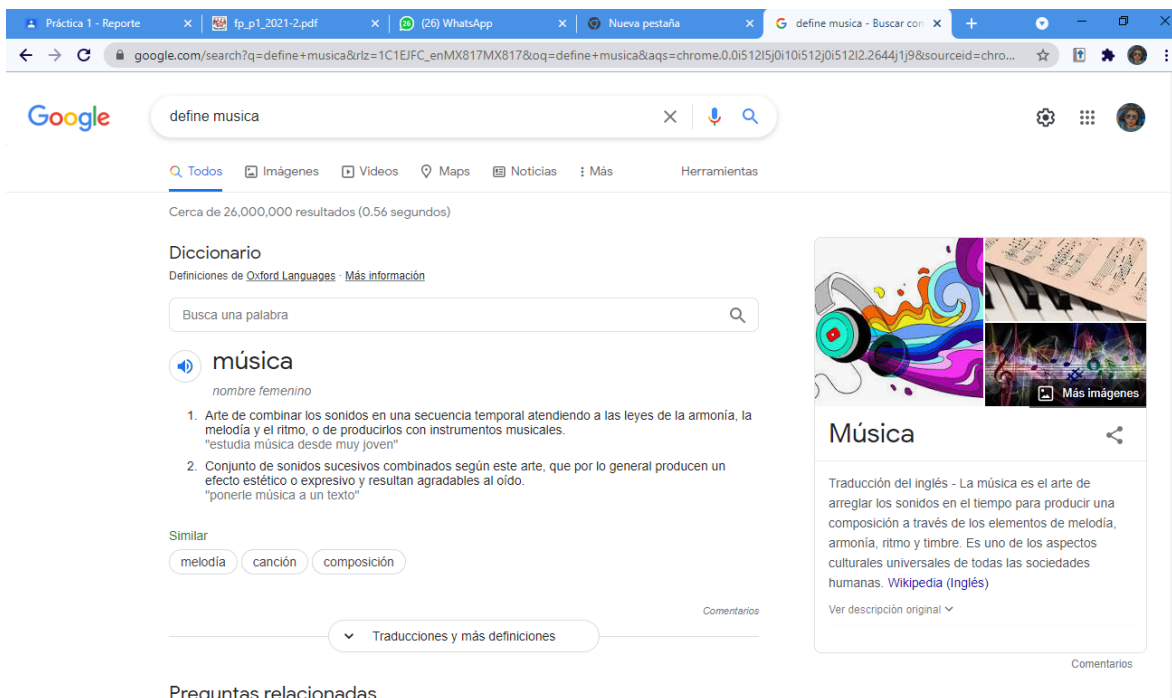 Práctica 1 - Reporte
fp_p1_2021-2.pdf
(26) WhatsApp
Nueva pestaña
define musica - Buscar con
google.com/search?q=define+musica&rlz=1C1EJFC_enMX817MX817&oq=define+musica&aqs=chrome.0.0i512l5j0i10i512j0i512l2.2644j1j9&sourceid=chro...
Google
define musica
Todos
Imágenes
Videos
Maps
Noticias
Más
Herramientas
Cerca de 26,000,000 resultados (0.56 segundos)
Diccionario
Definiciones de Oxford Languages · Más información
Busca una palabra
música
nombre femenino
1. Arte de combinar los sonidos en una secuencia temporal atendiendo a las leyes de la armonía, la
melodía y el ritmo, o de producirlos con instrumentos musicales.
"estudia música desde muy joven"
2. Conjunto de sonidos sucesivos combinados según este arte, que por lo general producen un
efecto estético o expresivo y resultan agradables al oído.
"ponerle música a un texto"
Similar
melodía
canción
composición
Comentarios
Traducciones y más definiciones
Preguntas relacionadas
Más imágenes
Música
Traducción del inglés - La música es el arte de
arreglar los sonidos en el tiempo para producir una
composición a través de los elementos de melodía,
armonía, ritmo y timbre. Es uno de los aspectos
culturales universales de todas las sociedades
humanas. Wikipedia (Inglés)
Ver descripción original
Comentarios